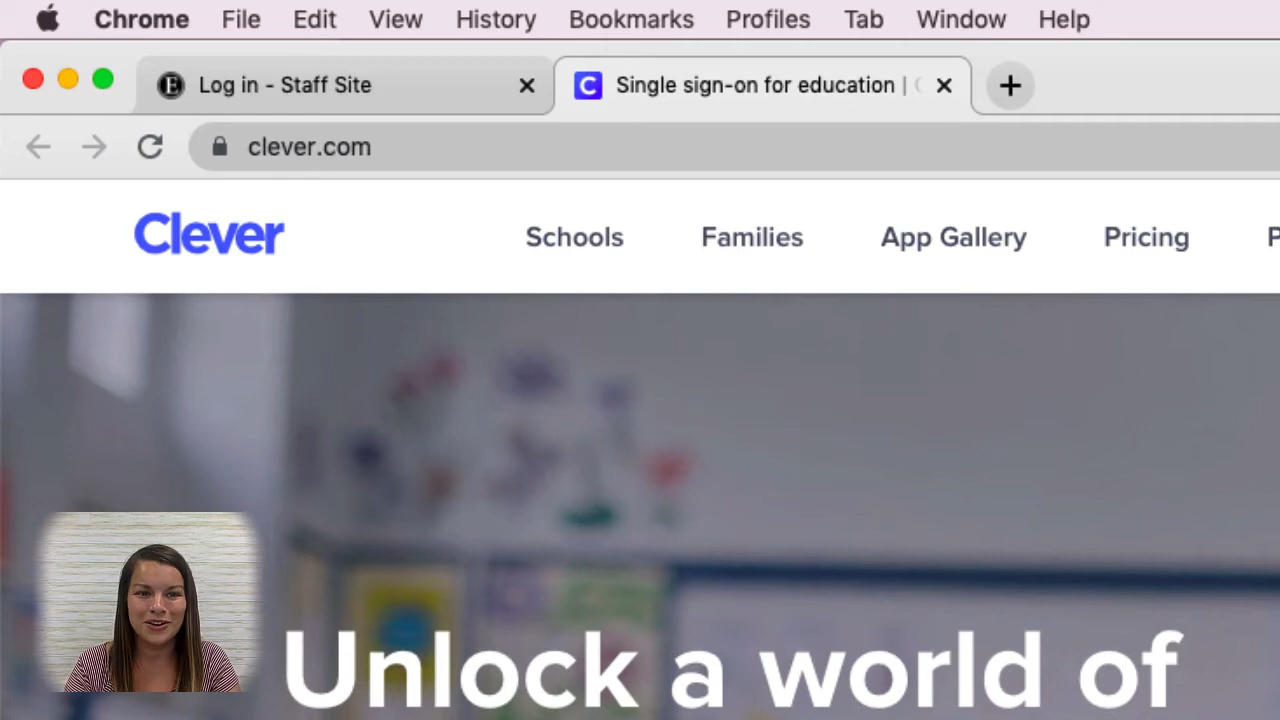 Chrome File Edit View History Bookmarks Profiles Tab Window Help
Log in - Staff Site
Single sign-on for education |
clever.com
Clever Schools Families App Gallery Pricing
Unlock a world of